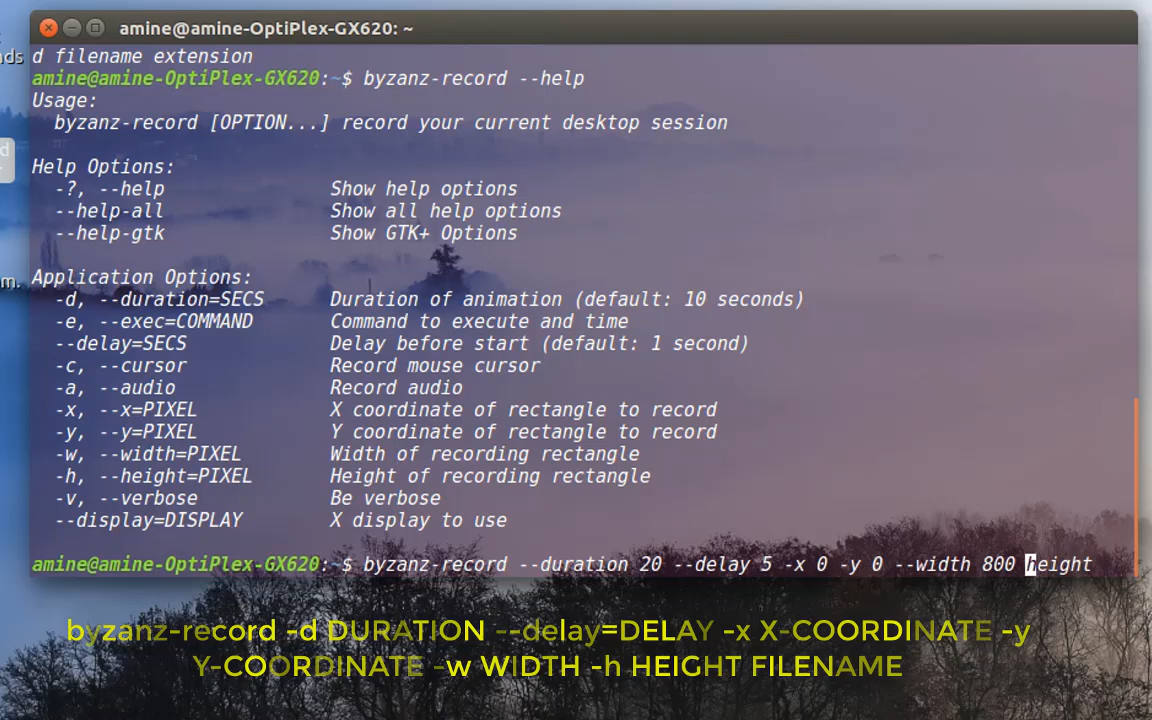 amine@amine-OptiPlex-GX620: ~
nds
d filename extension
amine@amine-OptiPlex-GX620:~$ byzanz-record --help
Usage:
byzanz-record [OPTION...] record your current desktop session
d
Help Options:
-?, --help Show help options
--help-all Show all help options
--help-gtk Show GTK+ Options
m.
Application Options:
-d, --duration=SECS Duration of animation (default: 10 seconds)
-e, --exec=COMMAND Command to execute and time
--delay=SECS Delay before start (default: 1 second)
-c, --cursor Record mouse cursor
-a, --audio Record audio
-x, --x=PIXEL X coordinate of rectangle to record
-y, --y=PIXEL Y coordinate of rectangle to record
-w, --width=PIXEL Width of recording rectangle
-h, --height=PIXEL Height of recording rectangle
-v, --verbose Be verbose
--display=DISPLAY X display to use
amine@amine-OptiPlex-GX620:~$ byzanz-record --duration 20 --delay 5 -x 0 -y 0 --width 800 height
byzanz-record -d DURATION --delay=DELAY -x X-COORDINATE -y
Y-COORDINATE -w WIDTH -h HEIGHT FILENAME